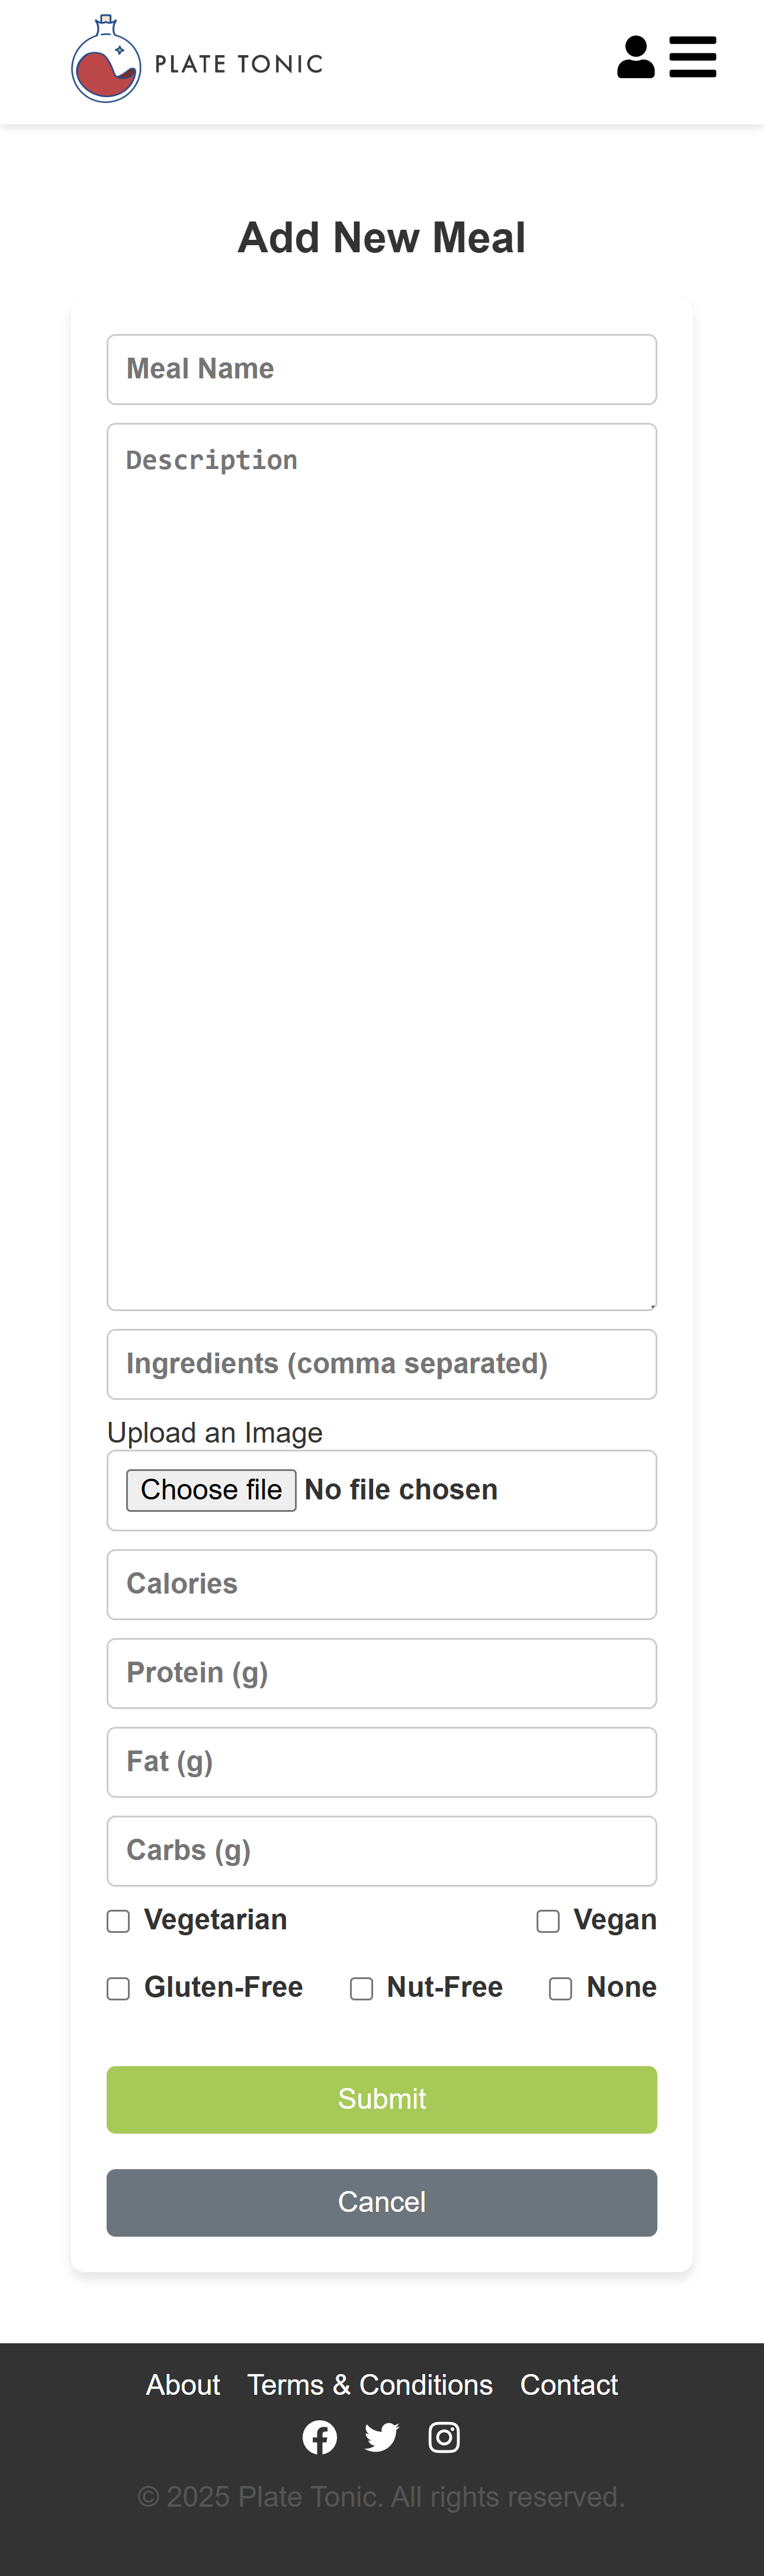 PLATE TONIC
Add New Meal
Meal Name
Description
Ingredients (comma separated)
Upload an Image
Choose file No file chosen
Calories
Protein (g)
Fat (g)
Carbs (g)
Vegetarian Vegan
Gluten-Free Nut-Free None
Submit
Cancel
About Terms & Conditions Contact
© 2025 Plate Tonic. All rights reserved.